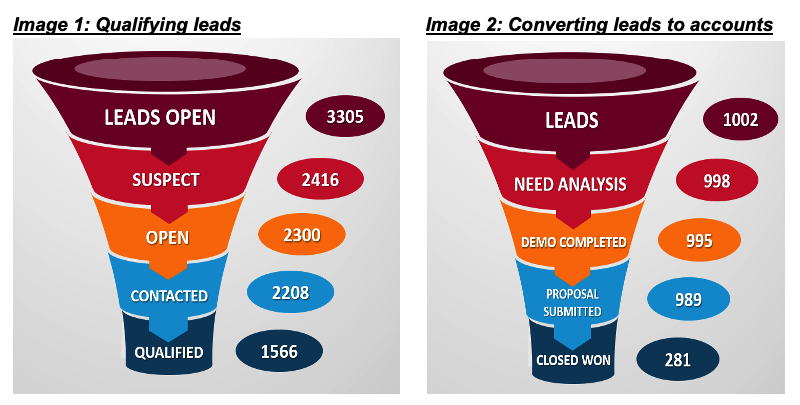 Image 1: Qualifying leads
LEADS OPEN
3305
SUSPECT
2416
OPEN
2300
CONTACTED
2208
QUALIFIED
1566
Image 2: Converting leads to accounts
LEADS
1002
NEED ANALYSIS
998
DEMO COMPLETED
995
PROPOSAL
SUBMITTED
989
CLOSED WON
281